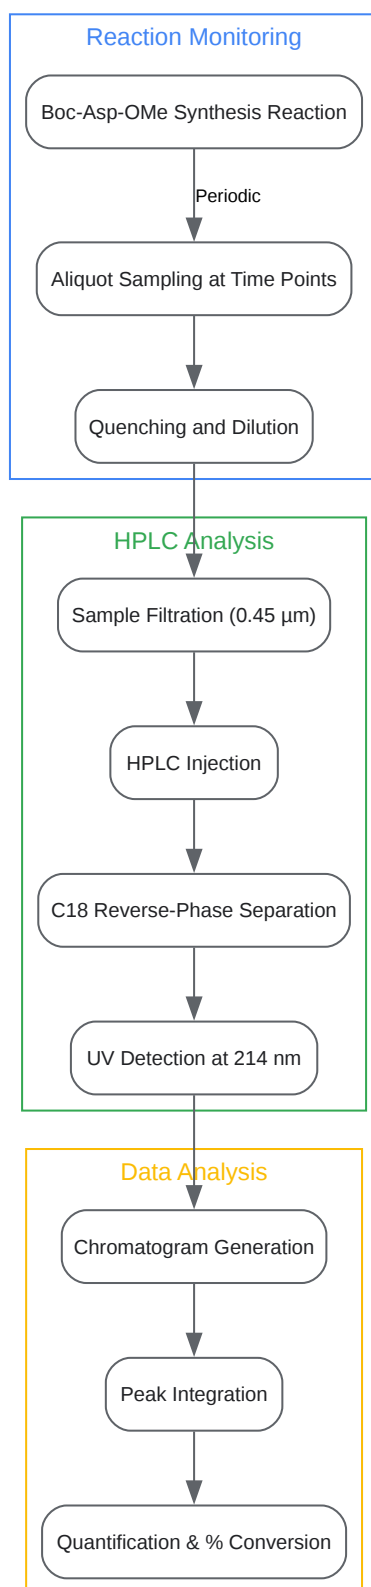 Reaction Monitoring
Boc-Asp-OMe Synthesis Reaction
Periodic
Aliquot Sampling at Time Points
Quenching and Dilution
HPLC Analysis
Sample Filtration (0.45 µm)
HPLC Injection
C18 Reverse-Phase Separation
UV Detection at 214 nm
Data Analysis
Chromatogram Generation
Peak Integration
Quantification & % Conversion